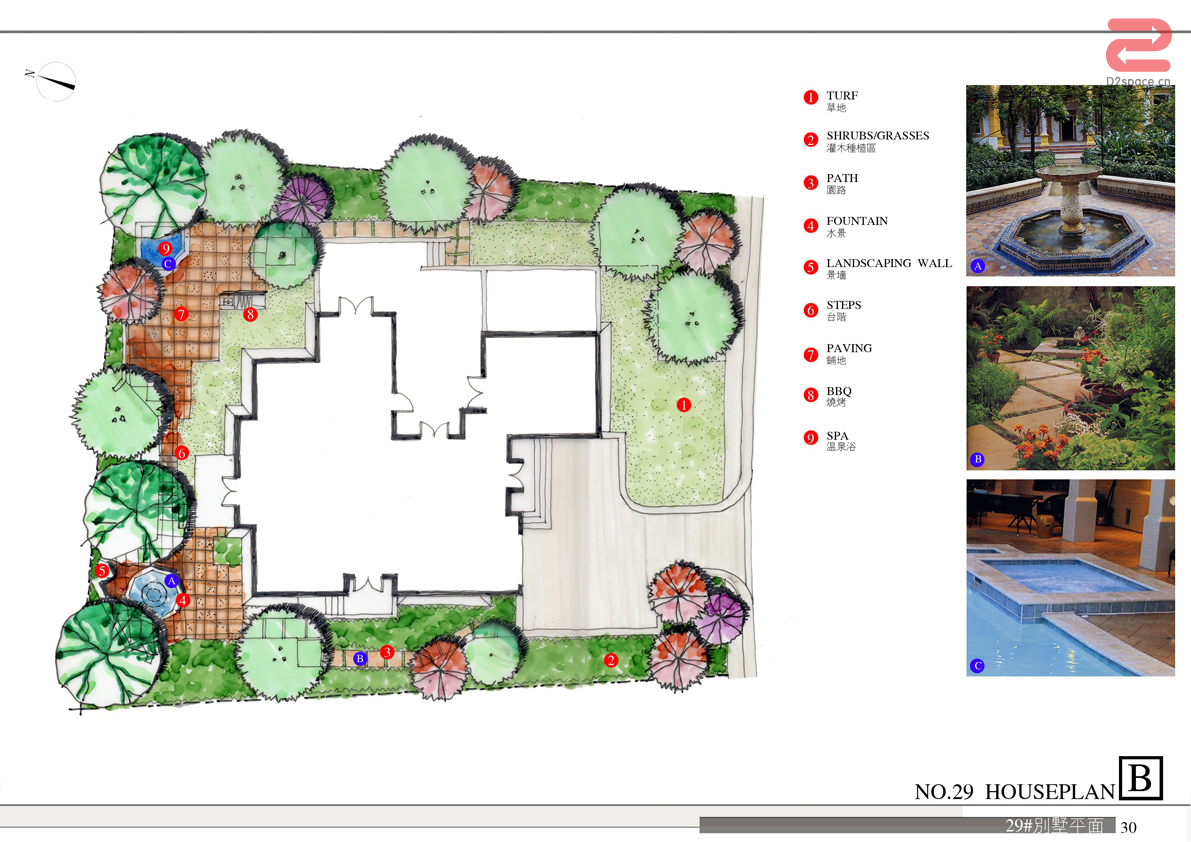 D2space.cn
N
1 TURF
草地
2 SHRUBS/GRASSES
灌木種植區
3 PATH
園路
4 FOUNTAIN
水景
5 LANDSCAPING WALL
景墻
6 STEPS
台階
7 PAVING
鋪地
8 BBQ
燒烤
9 SPA
温泉浴
A
B
C
9
C
7
8
1
6
5
A
4
B
3
2
NO.29 HOUSEPLAN B
29#別墅平面 30